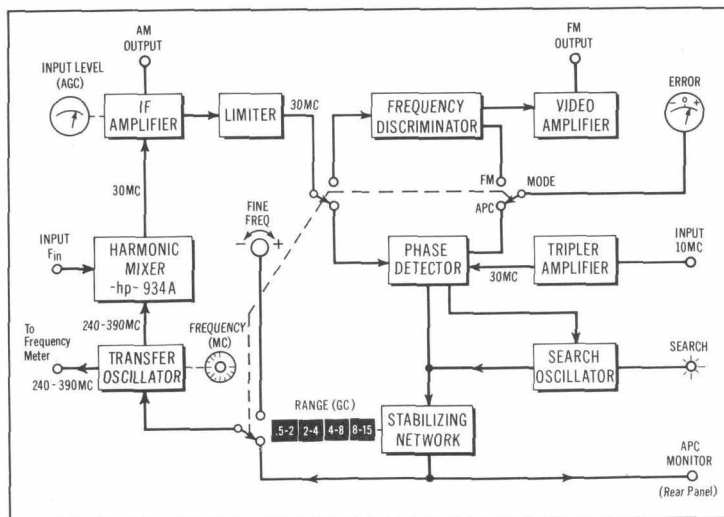 AM
OUTPUT
FM
OUTPUT
INPUT LEVEL
(AGC)
ERROR
- O +
IF
AMPLIFIER
LIMITER
30MC
FREQUENCY
DISCRIMINATOR
VIDEO
AMPLIFIER
30MC
FM
MODE
APC
FINE
FREQ
- +
INPUT
Fin
HARMONIC
MIXER
-hp- 934A
PHASE
DETECTOR
30MC
TRIPLER
AMPLIFIER
INPUT
10MC
240-390MC
To
Frequency
Meter
240-390MC
TRANSFER
OSCILLATOR
FREQUENCY
(MC)
SEARCH
OSCILLATOR
SEARCH
RANGE (GC)
.5-2 2-4 4-8 8-15
STABILIZING
NETWORK
APC
MONITOR
(Rear Panel)